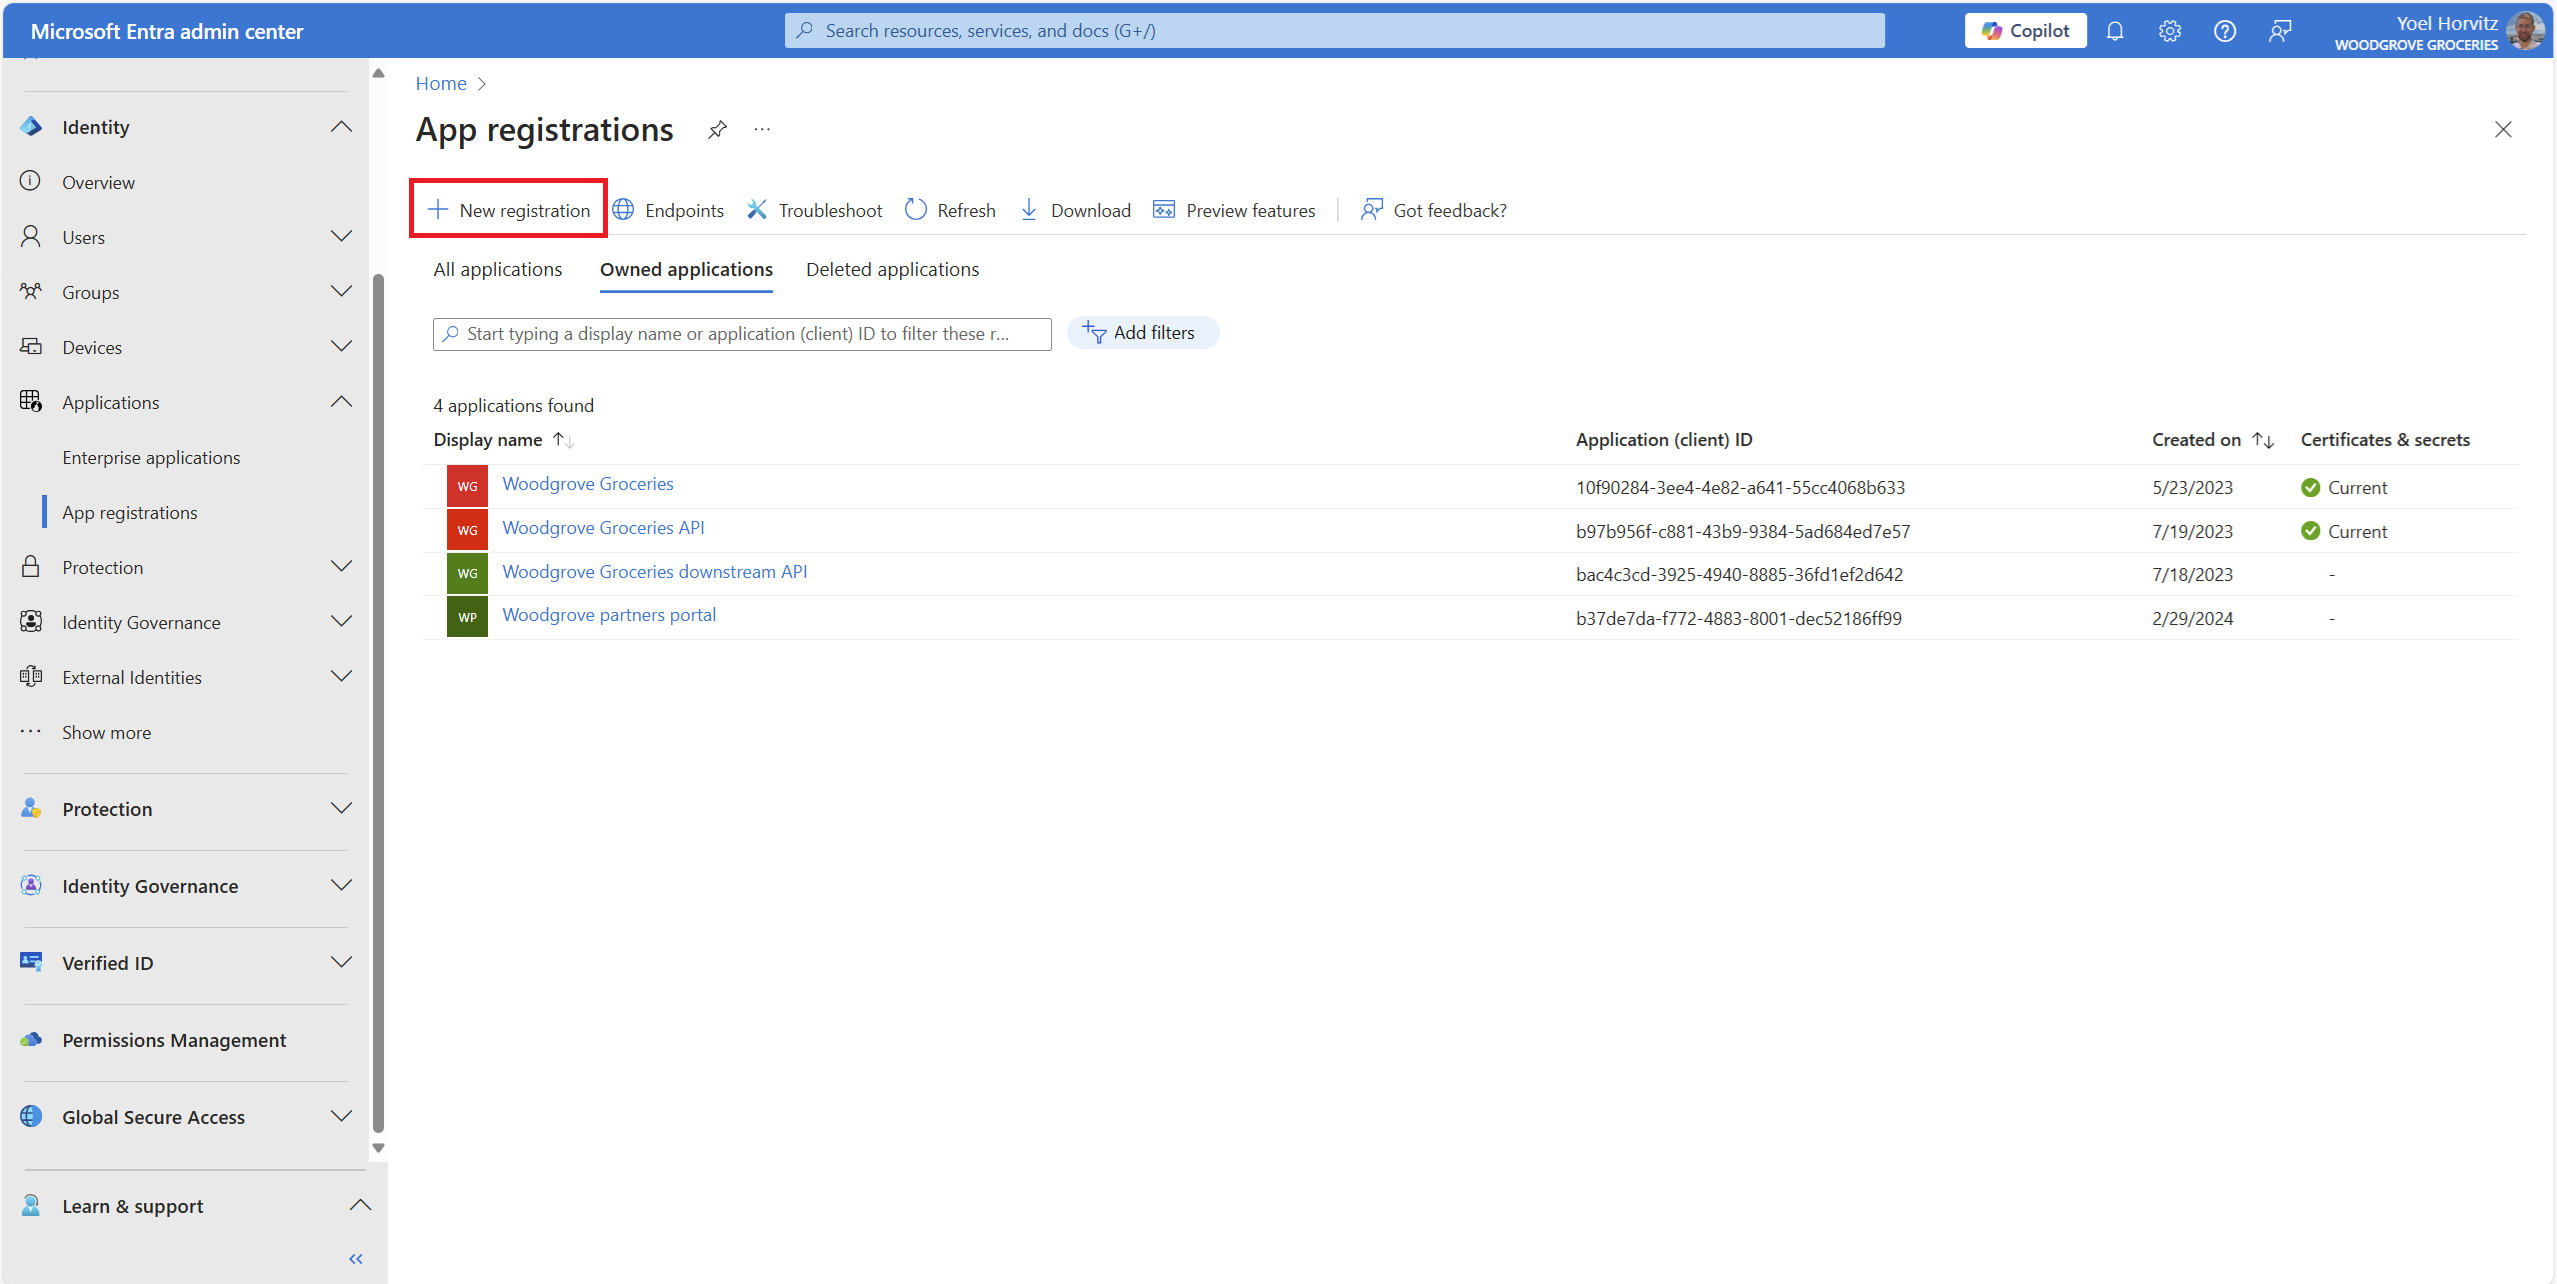 Microsoft Entra admin center
Search resources, services, and docs (G+/)
Copilot
Yoel Horvitz
WOODGROVE GROCERIES
Identity
Overview
Users
Groups
Devices
Applications
Enterprise applications
App registrations
Protection
Identity Governance
External Identities
Show more
Protection
Identity Governance
Verified ID
Permissions Management
Global Secure Access
Learn & support
Home
App registrations
New registration Endpoints Troubleshoot Refresh Download Preview features Got feedback?
All applications Owned applications Deleted applications
Start typing a display name or application (client) ID to filter these r...
Add filters
4 applications found
Display name Application (client) ID Created on Certificates & secrets
WG Woodgrove Groceries 10f90284-3ee4-4e82-a641-55cc4068b633 5/23/2023 Current
WG Woodgrove Groceries API b97b956f-c881-43b9-9384-5ad684ed7e57 7/19/2023 Current
WG Woodgrove Groceries downstream API bac4c3cd-3925-4940-8885-36fd1ef2d642 7/18/2023 -
WP Woodgrove partners portal b37de7da-f772-4883-8001-dec52186ff99 2/29/2024 -